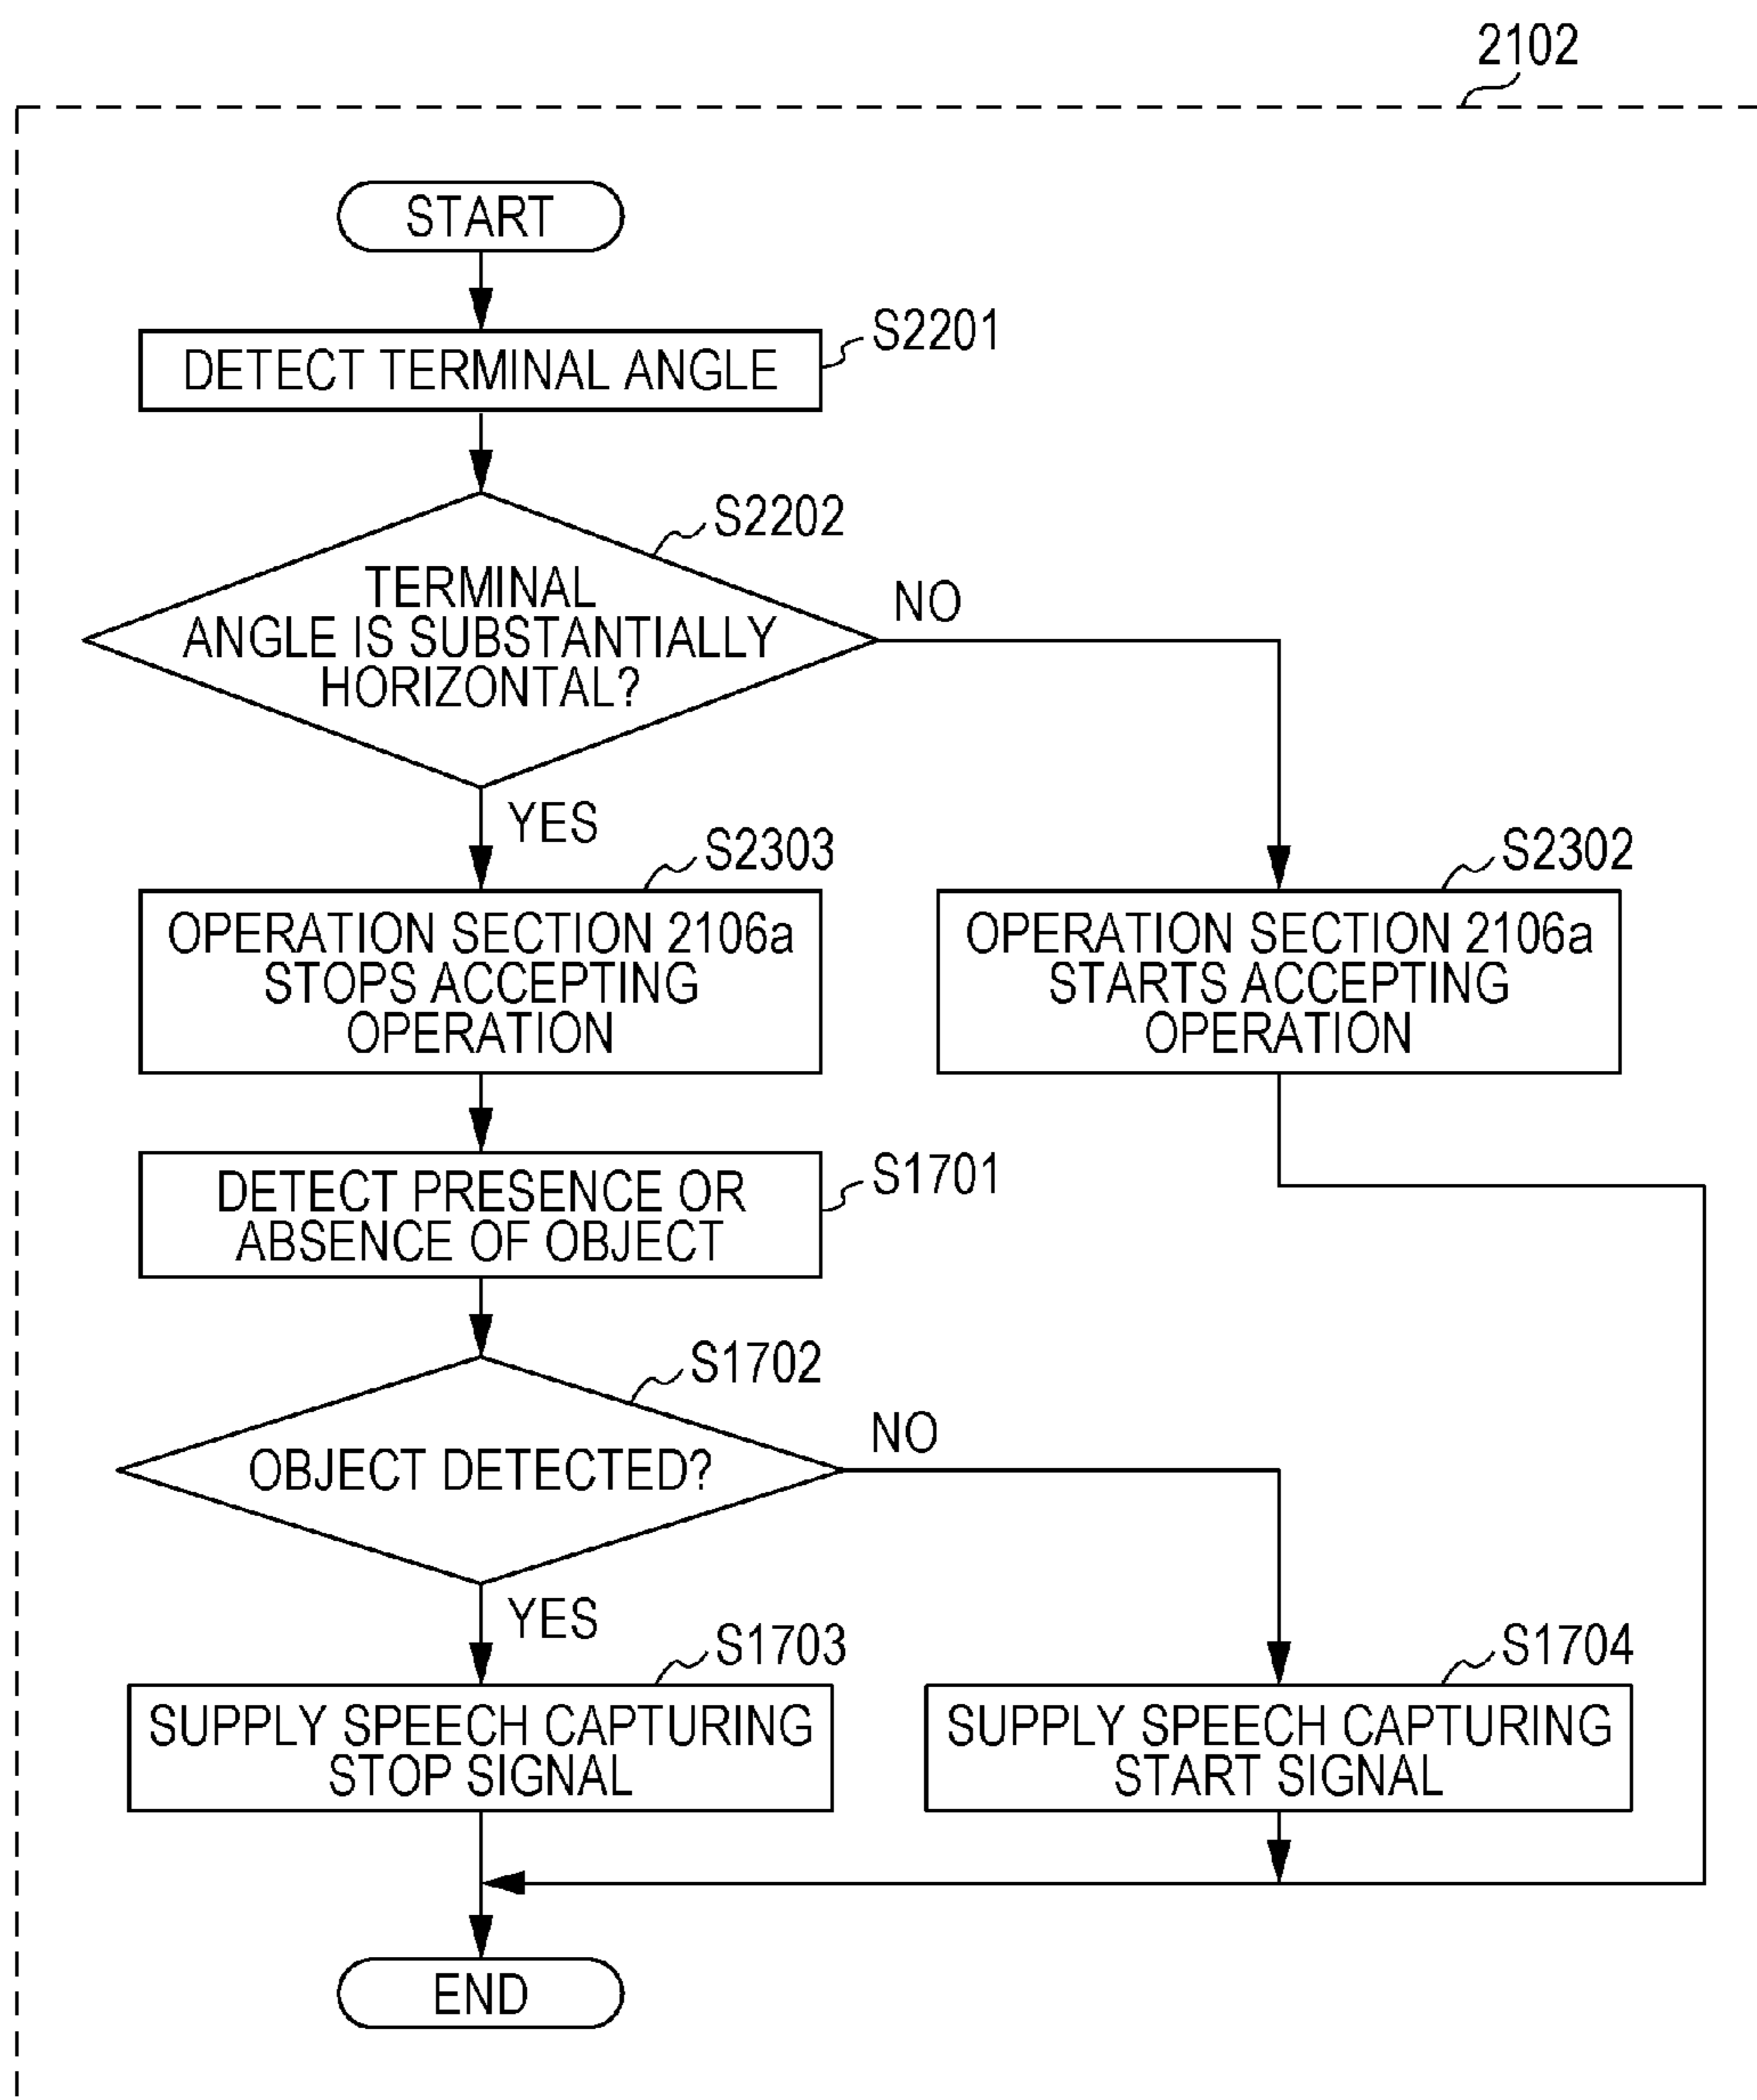 2102
START
S2201
DETECT TERMINAL ANGLE
S2202
TERMINAL
ANGLE IS SUBSTANTIALLY
HORIZONTAL?
NO
YES
S2303
OPERATION SECTION 2106a
STOPS ACCEPTING
OPERATION
S2302
OPERATION SECTION 2106a
STARTS ACCEPTING
OPERATION
S1701
DETECT PRESENCE OR
ABSENCE OF OBJECT
S1702
OBJECT DETECTED?
NO
YES
S1703
SUPPLY SPEECH CAPTURING
STOP SIGNAL
S1704
SUPPLY SPEECH CAPTURING
START SIGNAL
END